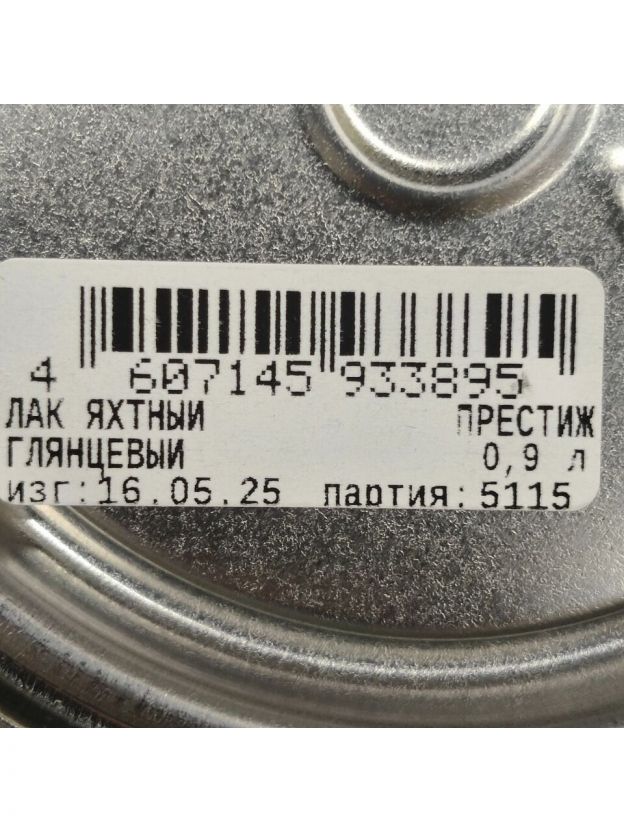 4 607145 933895
ЛАК ЯХТНЫЙ ПРЕСТИЖ
ГЛЯНЦЕВЫЙ 0,9 л
изг:16.05.25 партия:5115